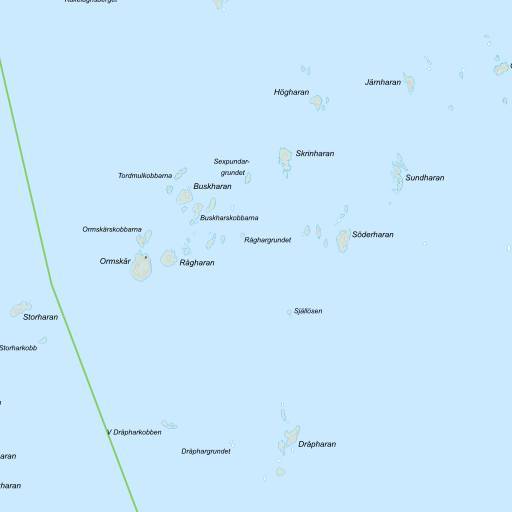 Högharan
Järnharan
Skrinharan
Sexpundar-
grundet
Tordmulkobbarna
Sundharan
Buskharan
Buskharskobbarna
Ormskärskobbarna
Söderharan
Råghargrundet
Ormskär
Rågharan
Själlösen
Storharan
Storharkobb
V Dräpharkobben
Dräpharan
Dräphargrundet